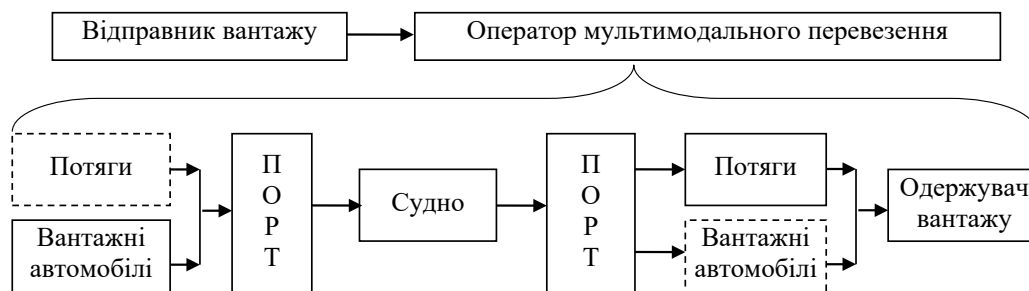 Відправник вантажу
Оператор мультимодального перевезення
Потяги
Вантажні
автомобілі
П
О
Р
Т
Судно
П
О
Р
Т
Потяги
Вантажні
автомобілі
Одержувач
вантажу